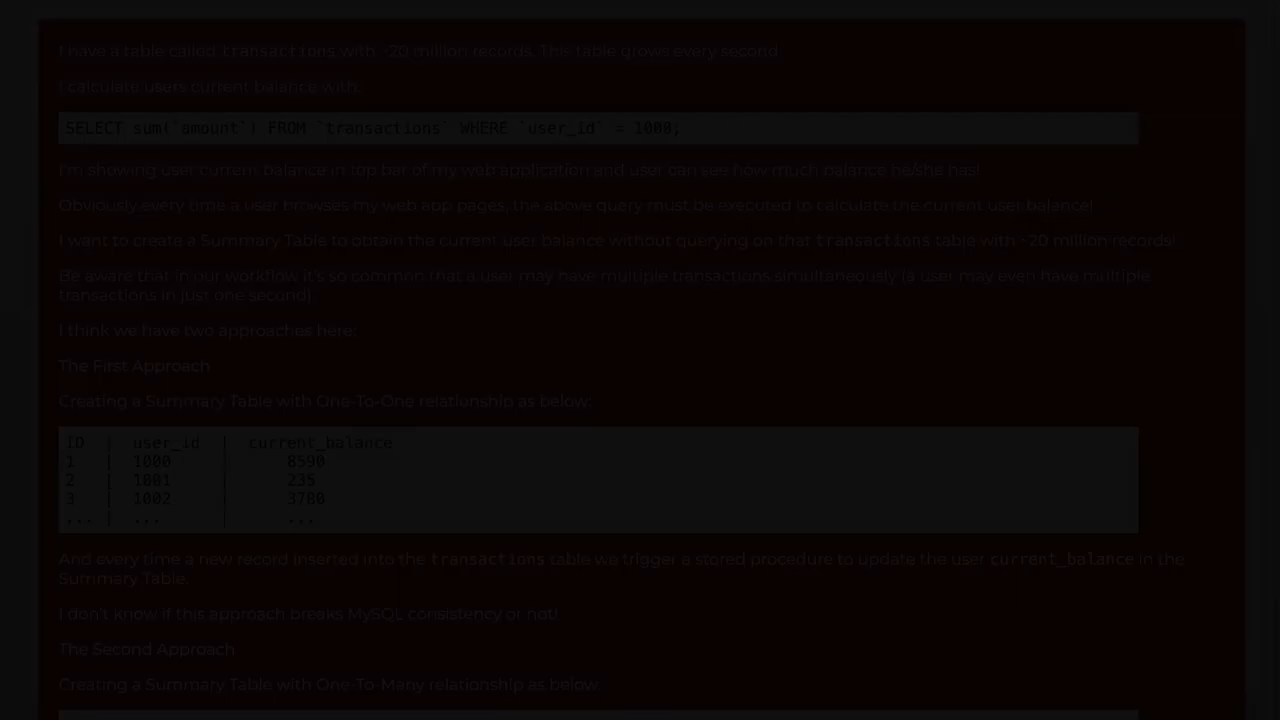 I have a table called transactions with ~20 million records. This table grows every second.
I calculate users current balance with:
SELECT sum(`amount`) FROM `transactions` WHERE `user_id` = 1000;
I'm showing user current balance in top bar of my web application and user can see how much balance he/she has!
Obviously every time a user browses my web app pages, the above query must be executed to calculate the current user balance!
I want to create a Summary Table to obtain the current user balance without querying on that transactions table with ~20 million records!
Be aware that in our workflow it's so common that a user may have multiple transactions simultaneously (a user may even have multiple
transactions in just one second).
I think we have two approaches here:
The First Approach
Creating a Summary Table with One-To-One relationship as below:
ID | user_id | current_balance
1 | 1000 | 8590
2 | 1001 | 235
3 | 1002 | 3780
... | ... | ...
And every time a new record inserted into the transactions table we trigger a stored procedure to update the user current_balance in the
Summary Table.
I don't know if this approach breaks MySQL consistency or not!
The Second Approach
Creating a Summary Table with One-To-Many relationship as below: